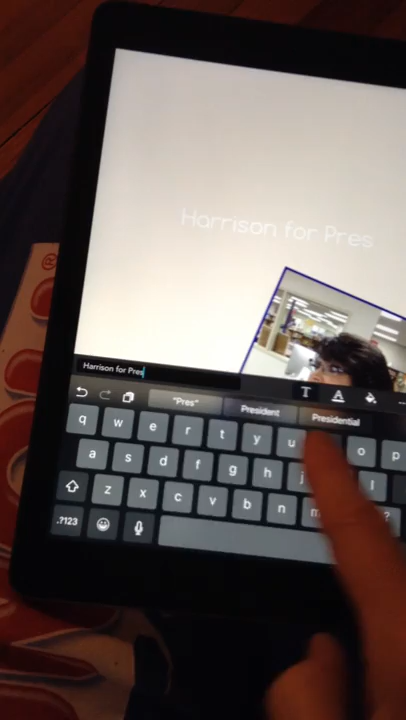 Harrison for Pres
Harrison for Pres
T A
"Pres" President Presidential
q w e r t y u o p
a s d f g h j l
z x c v b n m ?
.?123
®